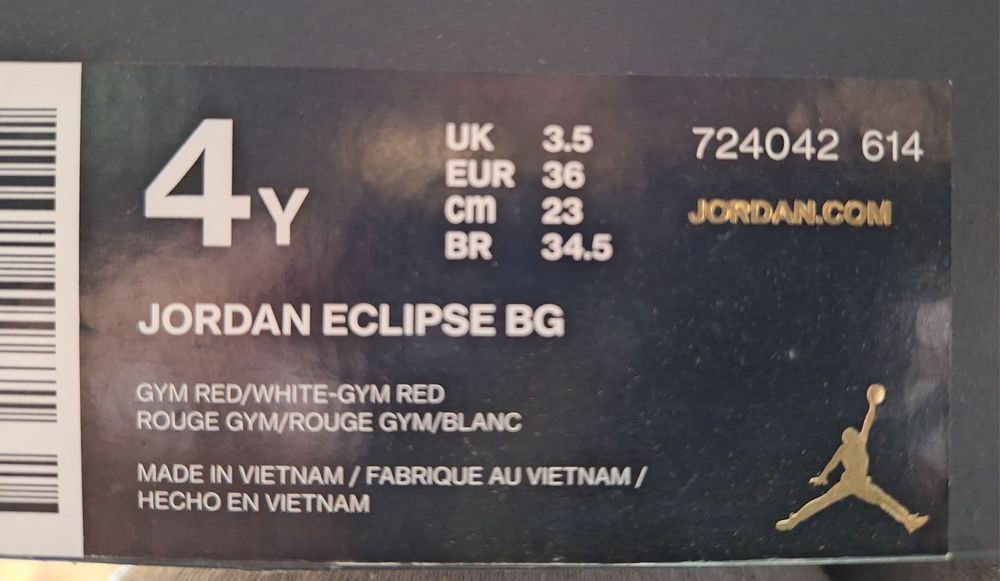 4Y
UK 3.5
EUR 36
cm 23
BR 34.5
724042 614
JORDAN.COM
JORDAN ECLIPSE BG
GYM RED/WHITE-GYM RED
ROUGE GYM/ROUGE GYM/BLANC
MADE IN VIETNAM / FABRIQUE AU VIETNAM /
HECHO EN VIETNAM